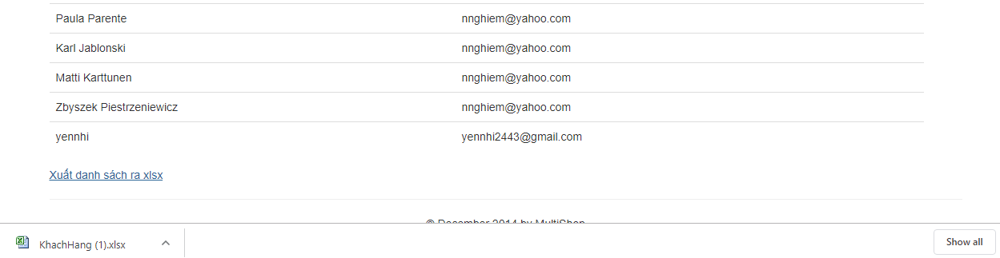 Paula Parente nnghiem@yahoo.com
Karl Jablonski nnghiem@yahoo.com
Matti Karttunen nnghiem@yahoo.com
Zbyszek Piestrzeniewicz nnghiem@yahoo.com
yennhi yennhi2443@gmail.com
Xuất danh sách ra xlsx
© December 2014 by MultiShop
KhachHang (1).xlsx Show all